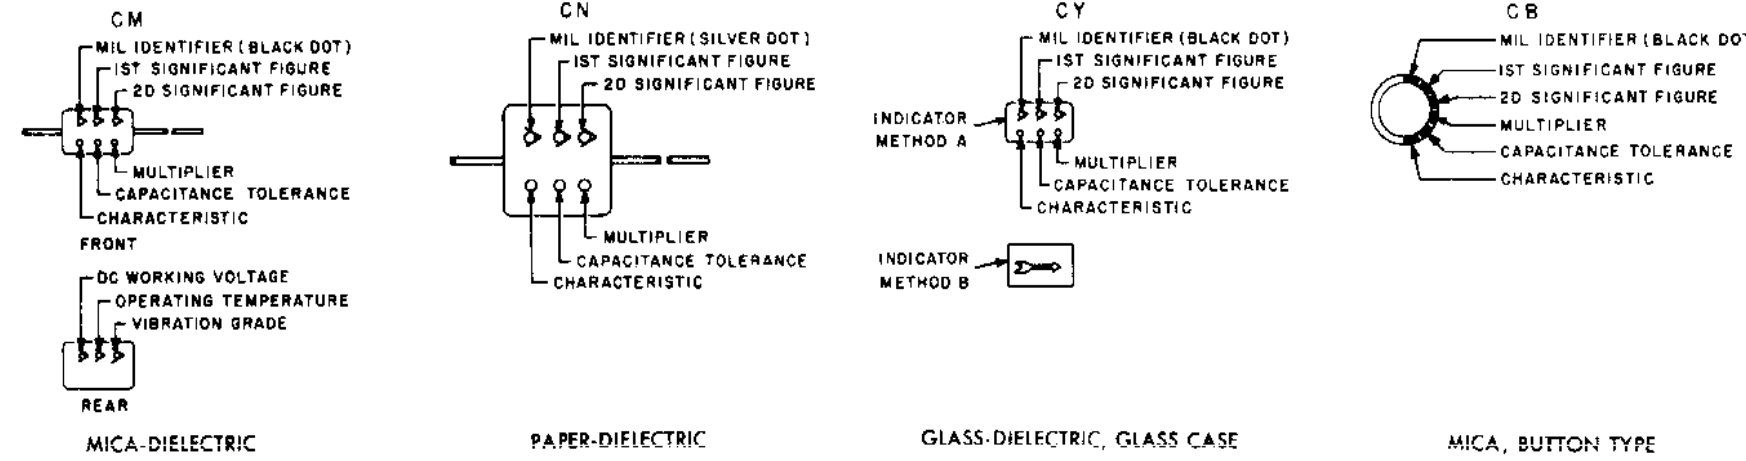 CM
MIL IDENTIFIER (BLACK DOT)
1ST SIGNIFICANT FIGURE
2D SIGNIFICANT FIGURE
MULTIPLIER
CAPACITANCE TOLERANCE
CHARACTERISTIC
FRONT
DC WORKING VOLTAGE
OPERATING TEMPERATURE
VIBRATION GRADE
REAR
MICA-DIELECTRIC
CN
MIL IDENTIFIER (SILVER DOT)
1ST SIGNIFICANT FIGURE
2D SIGNIFICANT FIGURE
MULTIPLIER
CAPACITANCE TOLERANCE
CHARACTERISTIC
PAPER-DIELECTRIC
CY
MIL IDENTIFIER (BLACK DOT)
1ST SIGNIFICANT FIGURE
2D SIGNIFICANT FIGURE
INDICATOR
METHOD A
MULTIPLIER
CAPACITANCE TOLERANCE
CHARACTERISTIC
INDICATOR
METHOD B
GLASS-DIELECTRIC, GLASS CASE
CB
MIL IDENTIFIER (BLACK DOT
1ST SIGNIFICANT FIGURE
2D SIGNIFICANT FIGURE
MULTIPLIER
CAPACITANCE TOLERANCE
CHARACTERISTIC
MICA, BUTTON TYPE